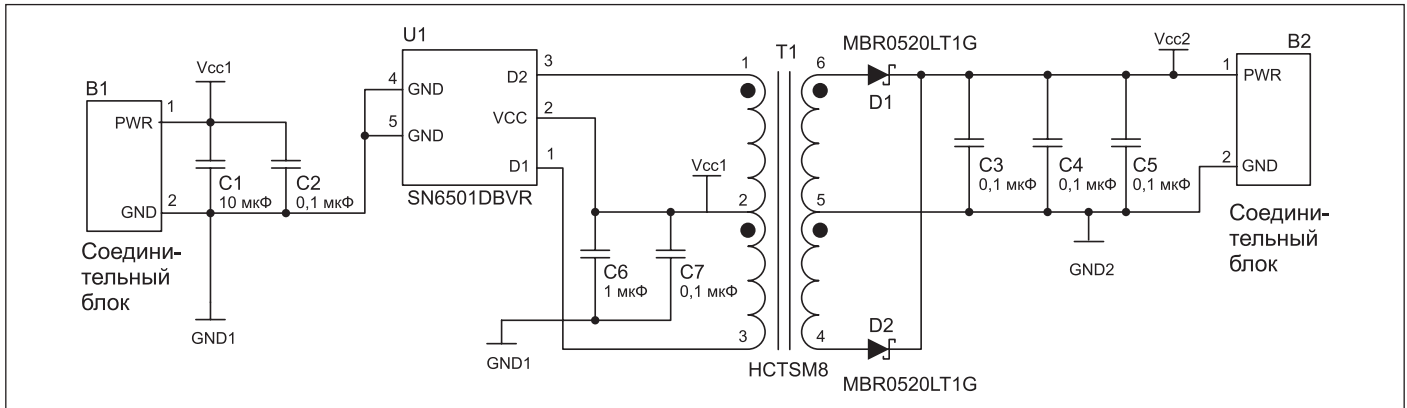 B1
1
PWR
GND
2
Соедини-
тельный
блок
Vcc1
C1
10 мкФ
C2
0,1 мкФ
GND1
U1
4
GND
5
GND
D2
3
VCC
2
D1
1
SN6501DBVR
Vcc1
C6
1 мкФ
C7
0,1 мкФ
GND1
T1
1
2
3
6
5
4
HCTSM8
MBR0520LT1G
D1
D2
MBR0520LT1G
C3
0,1 мкФ
C4
0,1 мкФ
C5
0,1 мкФ
GND2
Vcc2
B2
1
PWR
2
GND
Соедини-
тельный
блок